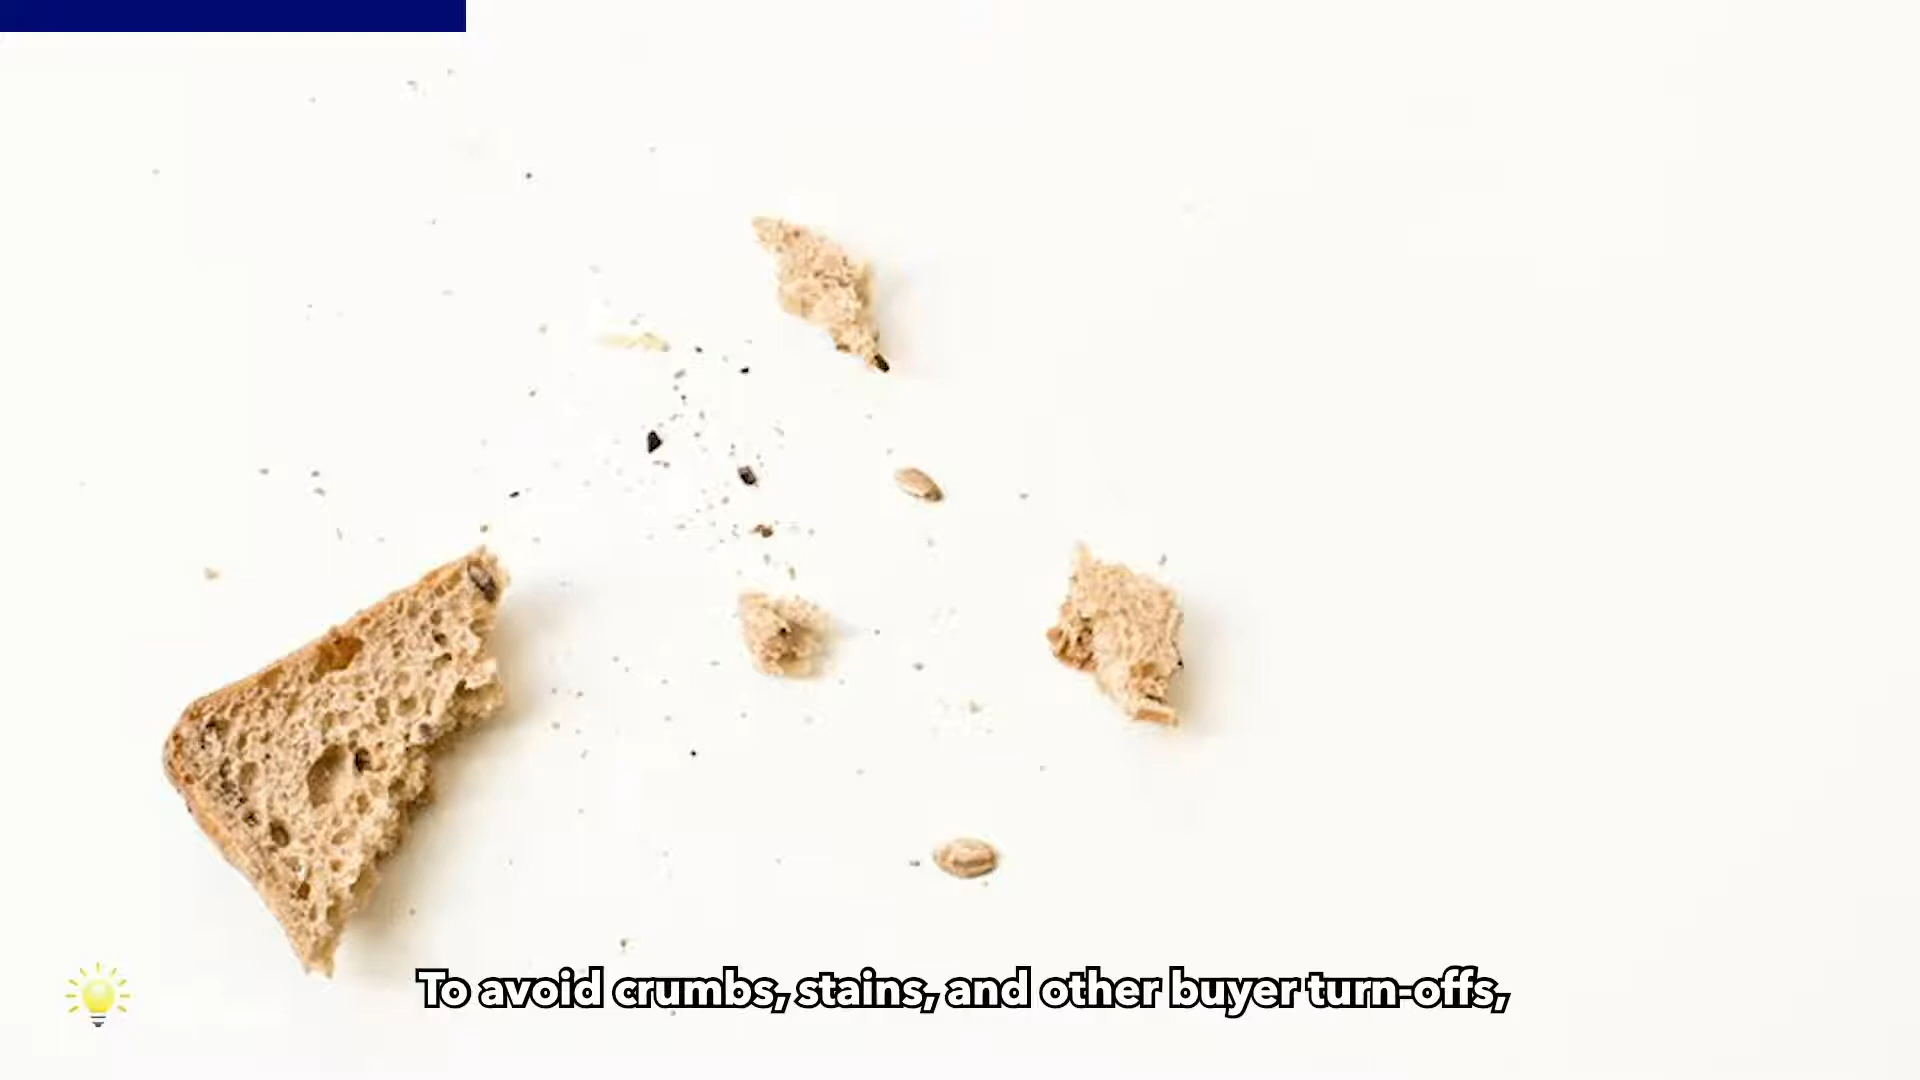 To avoid crumbs, stains, and other buyer turn-offs,